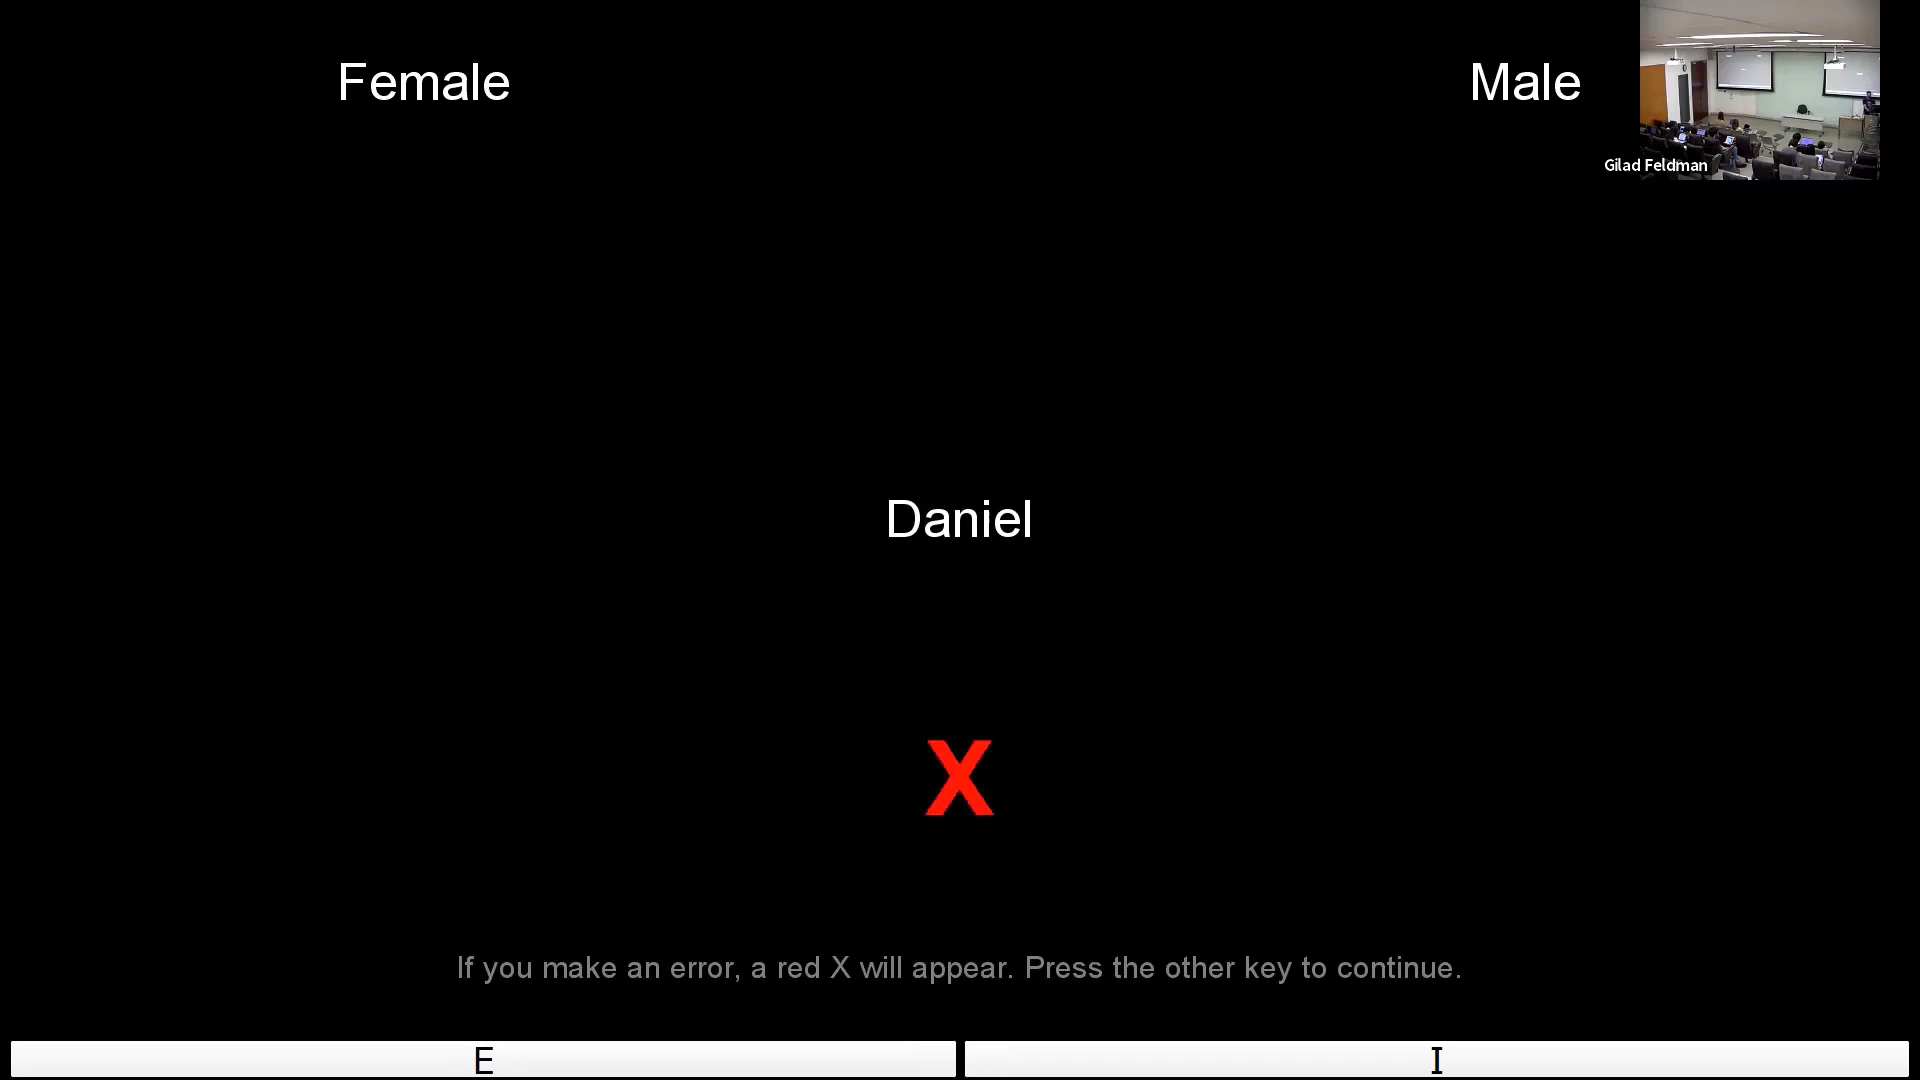 Female
Male
Gilad Feldman
Daniel
X
If you make an error, a red X will appear. Press the other key to continue.
E
I